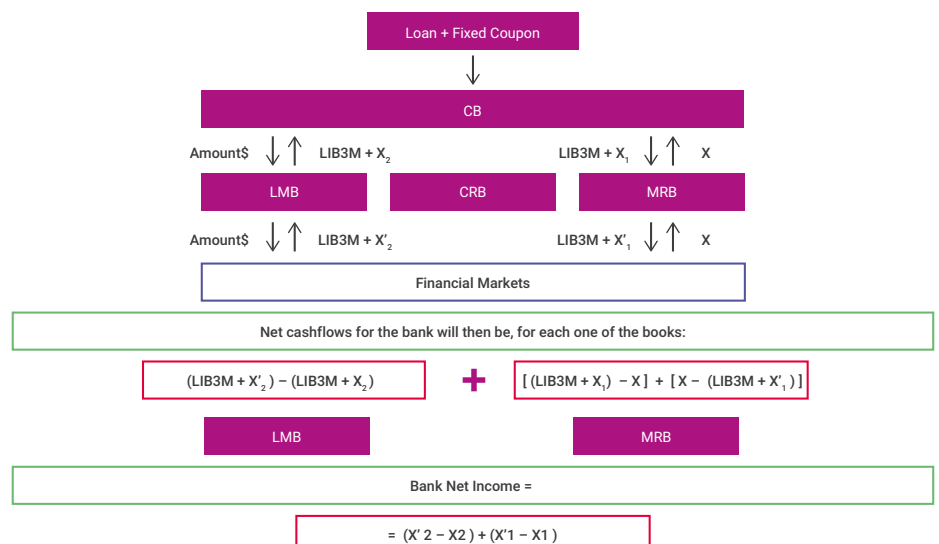 Loan + Fixed Coupon
CB
Amount$ LIB3M + X₂ LIB3M + X₁ X
LMB CRB MRB
Amount$ LIB3M + X'₂ LIB3M + X'₁ X
Financial Markets
Net cashflows for the bank will then be, for each one of the books:
(LIB3M + X'₂ ) – (LIB3M + X₂) + [ (LIB3M + X₁) – X ] + [ X – (LIB3M + X'₁ ) ]
LMB MRB
Bank Net Income =
= (X' 2 – X2 ) + (X'1 – X1 )